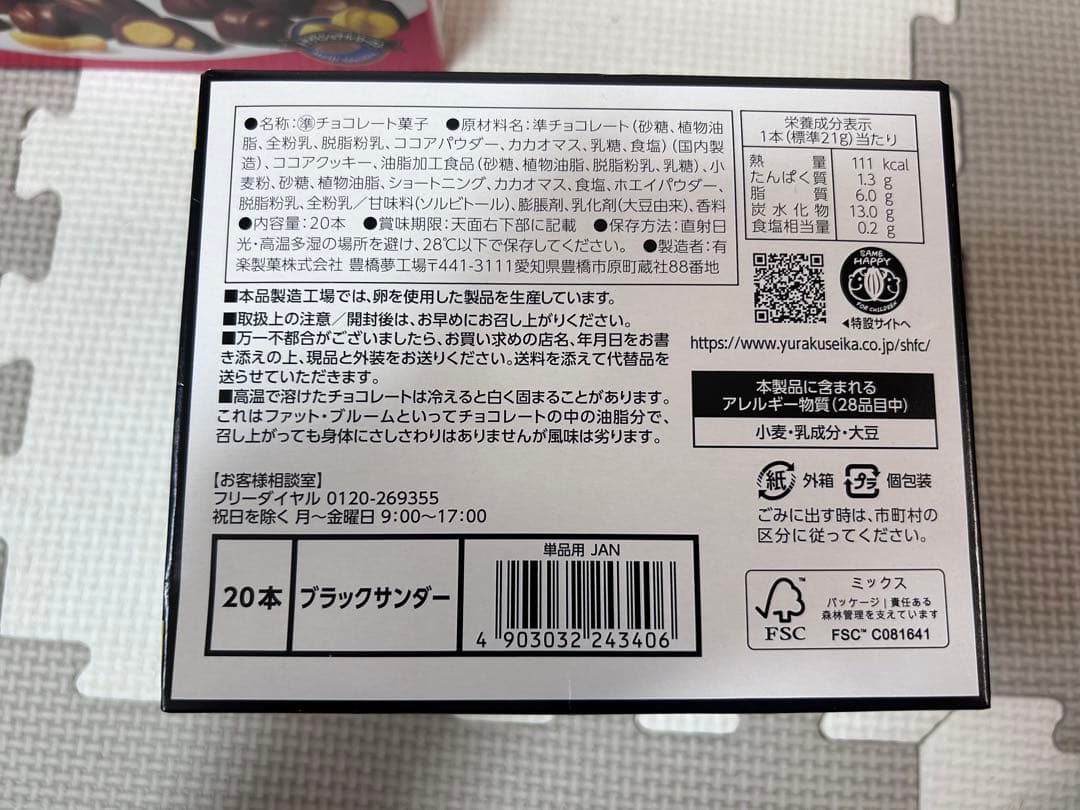 ●名称:準チョコレート菓子 ●原材料名:準チョコレート(砂糖、植物油
脂、全粉乳、脱脂粉乳、ココアパウダー、カカオマス、乳糖、食塩)(国内製
造)、ココアクッキー、油脂加工食品(砂糖、植物油脂、脱脂粉乳、乳糖)、小
麦粉、砂糖、植物油脂、ショートニング、カカオマス、食塩、ホエイパウダー、
脱脂粉乳、全粉乳/甘味料(ソルビトール)、膨脹剤、乳化剤(大豆由来)、香料
●内容量:20本 ●賞味期限:天面右下部に記載 ●保存方法:直射日
光・高温多湿の場所を避け、28℃以下で保存してください。 ●製造者:有
楽製菓株式会社 豊橋夢工場〒441-3111愛知県豊橋市原町蔵社88番地
栄養成分表示
1本(標準21g)当たり
熱量 111 kcal
たんぱく質 1.3 g
脂質 6.0 g
炭水化物 13.0 g
食塩相当量 0.2 g
SAME HAPPY
FOR CHILDREN
◀特設サイトへ
https://www.yurakuseika.co.jp/shfc/
■本品製造工場では、卵を使用した製品を生産しています。
■取扱上の注意/開封後は、お早めにお召し上がりください。
■万一不都合がございましたら、お買い求めの店名、年月日をお書
き添えの上、現品と外装をお送りください。送料を添えて代替品を
送らせていただきます。
■高温で溶けたチョコレートは冷えると白く固まることがあります。
これはファット・ブルームといってチョコレートの中の油脂分で、
召し上がっても身体にさしさわりはありませんが風味は劣ります。
本製品に含まれる
アレルギー物質(28品目中)
小麦・乳成分・大豆
紙 外箱 プラ 個包装
ごみに出す時は、市町村の
区分に従ってください。
【お客様相談室】
フリーダイヤル 0120-269355
祝日を除く 月〜金曜日 9:00〜17:00
20本 ブラックサンダー
単品用 JAN
4 903032 243406
FSC
ミックス
パッケージ|責任ある
森林管理を支えています
FSC™ C081641